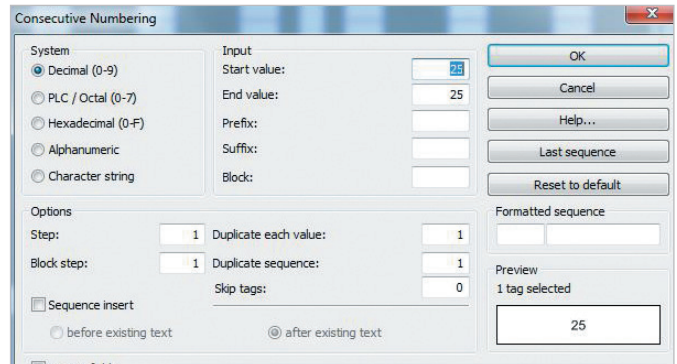 Consecutive Numbering
X
System
Decimal (0-9)
PLC / Octal (0-7)
Hexadecimal (0-F)
Alphanumeric
Character string
Input
Start value: 25
End value: 25
Prefix:
Suffix:
Block:
OK
Cancel
Help...
Last sequence
Reset to default
Options
Step: 1
Duplicate each value: 1
Block step: 1
Duplicate sequence: 1
Skip tags: 0
Sequence insert
before existing text
after existing text
Formatted sequence
Preview
1 tag selected
25